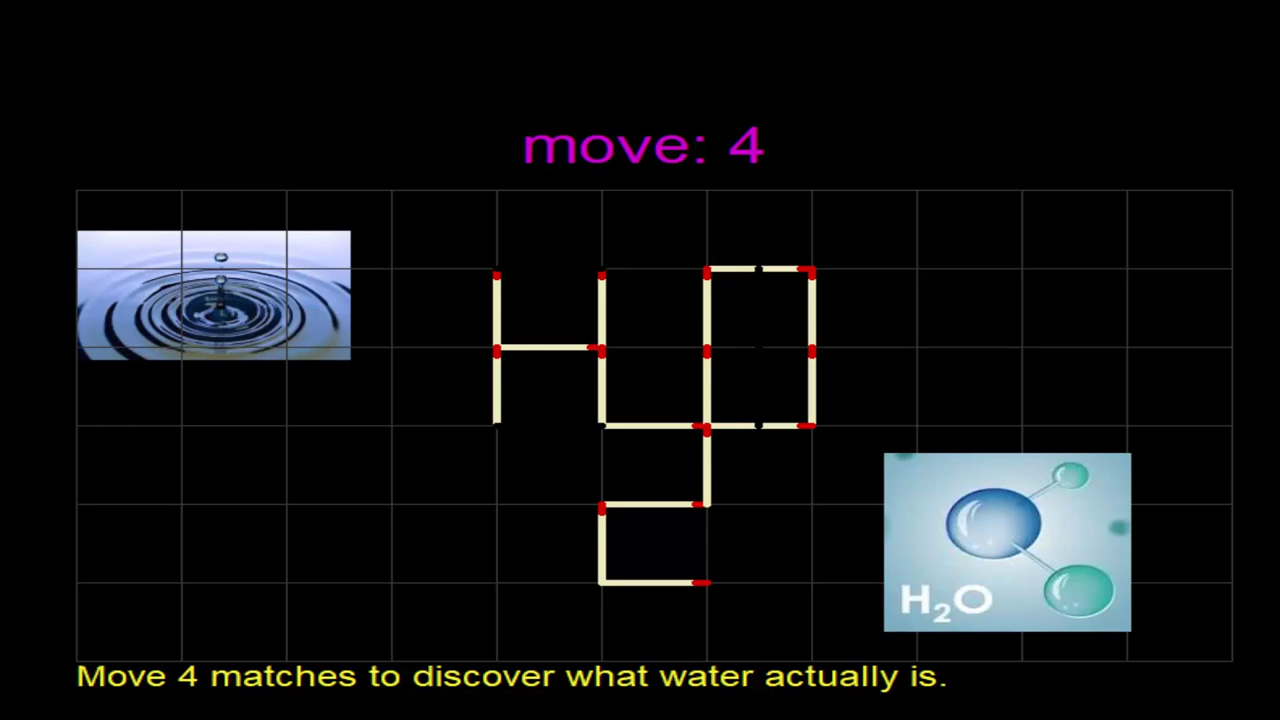 move: 4
H₂O
Move 4 matches to discover what water actually is.